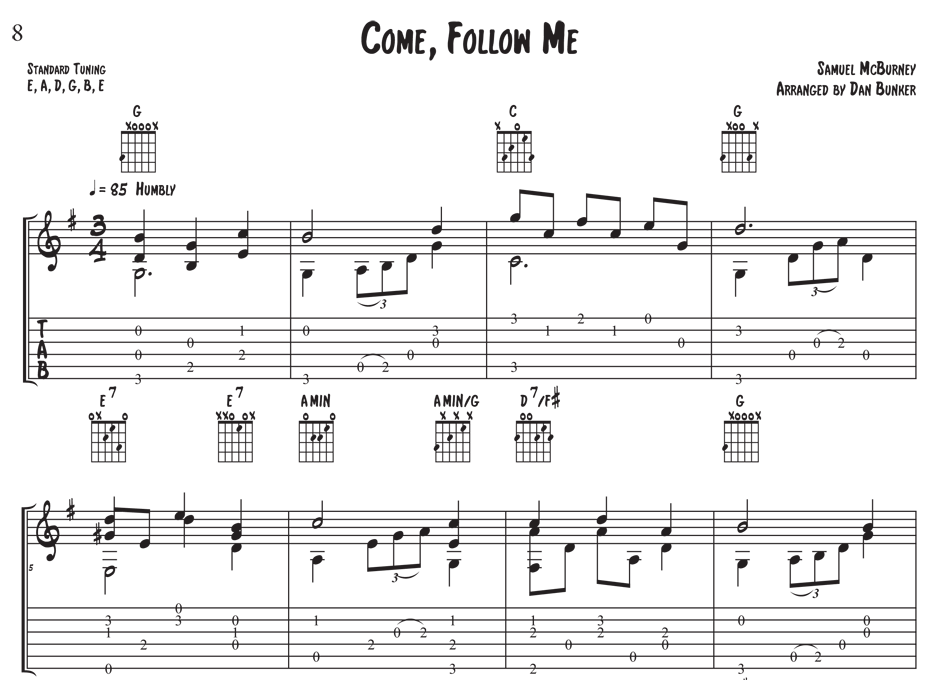 8
Come, Follow Me
Standard Tuning
E, A, D, G, B, E
Samuel McBurney
Arranged by Dan Bunker
G C G
xooox x o xoo x
♩ = 85 Humbly
3
4
3 3
T
A
B
0 0 1 0 3 3 1 2 1 0 3
0 2 0 0 0 2
0 2 0 0 0
2 0 2 3
3 3 3
E7 E7 Amin Amin/G D7/F# G
ox o xxo ox o o x x x oo xooox
5
3 3
0
3 3 0 1 1 1 3 0 0
1 1 0 2 2 2 2 0
2 0 2 2 0 0 0
0 0 0 2
0 3 2 3